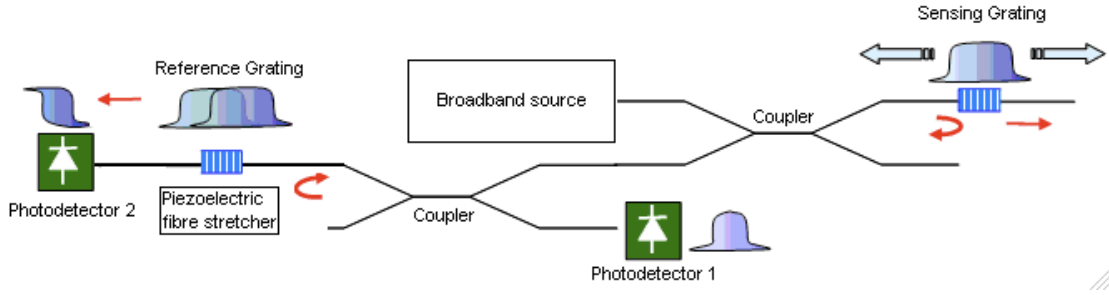 Sensing Grating
Reference Grating
Broadband source
Coupler
Photodetector 2
Piezoelectric
fibre stretcher
Coupler
Photodetector 1